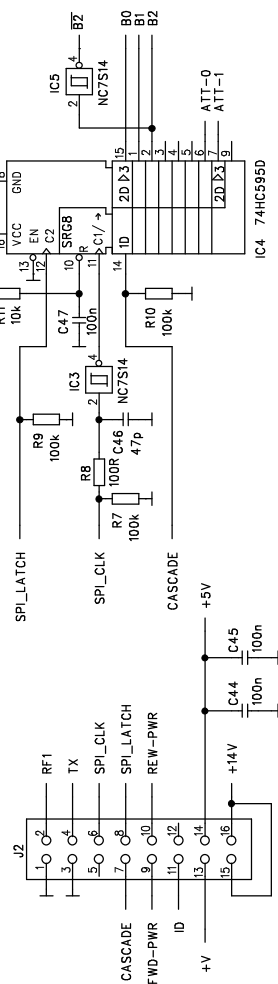 J2
1
2
RF1
3
4
TX
5
6
SPI_CLK
CASCADE
7
8
SPI_LATCH
FWD-PWR
9
10
REW-PWR
ID
11
12
+V
13
14
+5V
15
16
+14V
C44
100n
C45
100n
SPI_LATCH
R9
100k
SPI_CLK
R7
100k
R8
100R
C46
47p
IC3
2
4
NC7S14
CASCADE
R10
100k
10k
C47
100n
VCC
GND
13
EN
12
C2
10
R
SRG8
11
C1/→
14
1D
2D
3
15
1
2
3
4
5
6
7
2D
3
9
IC4
74HC595D
IC5
2
4
NC7S14
B2
B0
B1
B2
ATT-0
ATT-1